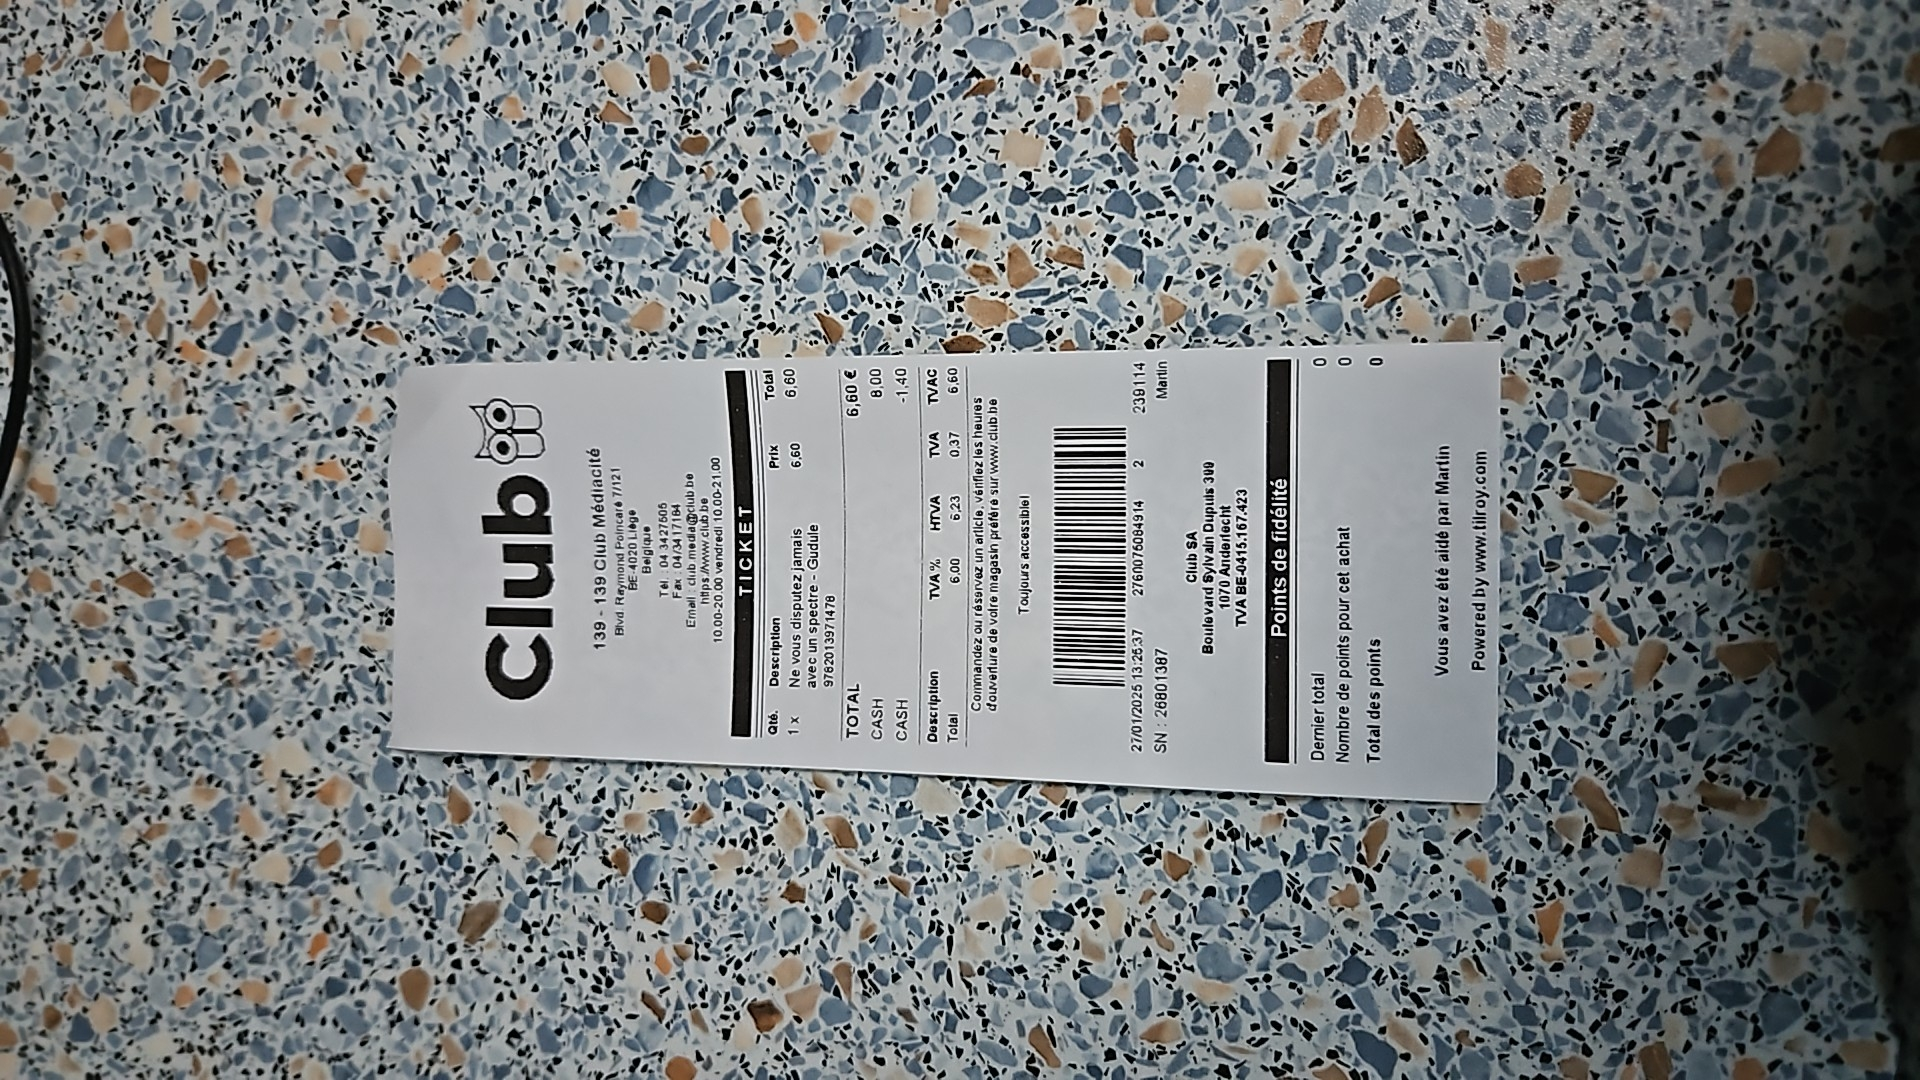 Club
139 - 139 Club Médiacité
Blvd. Raymond Poincaré 7/121
BE-4020 Liège
Belgique
Tel. : 04 3427505
Fax : 04/3417184
Email : club.media@club.be
https://www.club.be
10.00-20.00 vendredi 10.00-21:00
TICKET
Qté. Description Prix Total
1 x Ne vous disputez jamais 6,60 6,60
avec un spectre - Gudule
9782013971478
TOTAL 6,60 €
CASH 8,00
CASH -1,40
Description TVA % HTVA TVA TVAC
Total 6,00 6,23 0,37 6,60
Commandez ou réservez un article, vérifiez les heures
d'ouverture de votre magasin préféré sur www.club.be
Toujours accessible!
27/01/2025 13:25:37 2760076084914 2 239114
SN : 26801387 Martin
Club SA
Boulevard Sylvain Dupuis 399
1070 Anderlecht
TVA BE-0415.167.423
Points de fidélité
Dernier total 0
Nombre de points pour cet achat 0
Total des points 0
Vous avez été aidé par Martin
Powered by www.tilroy.com